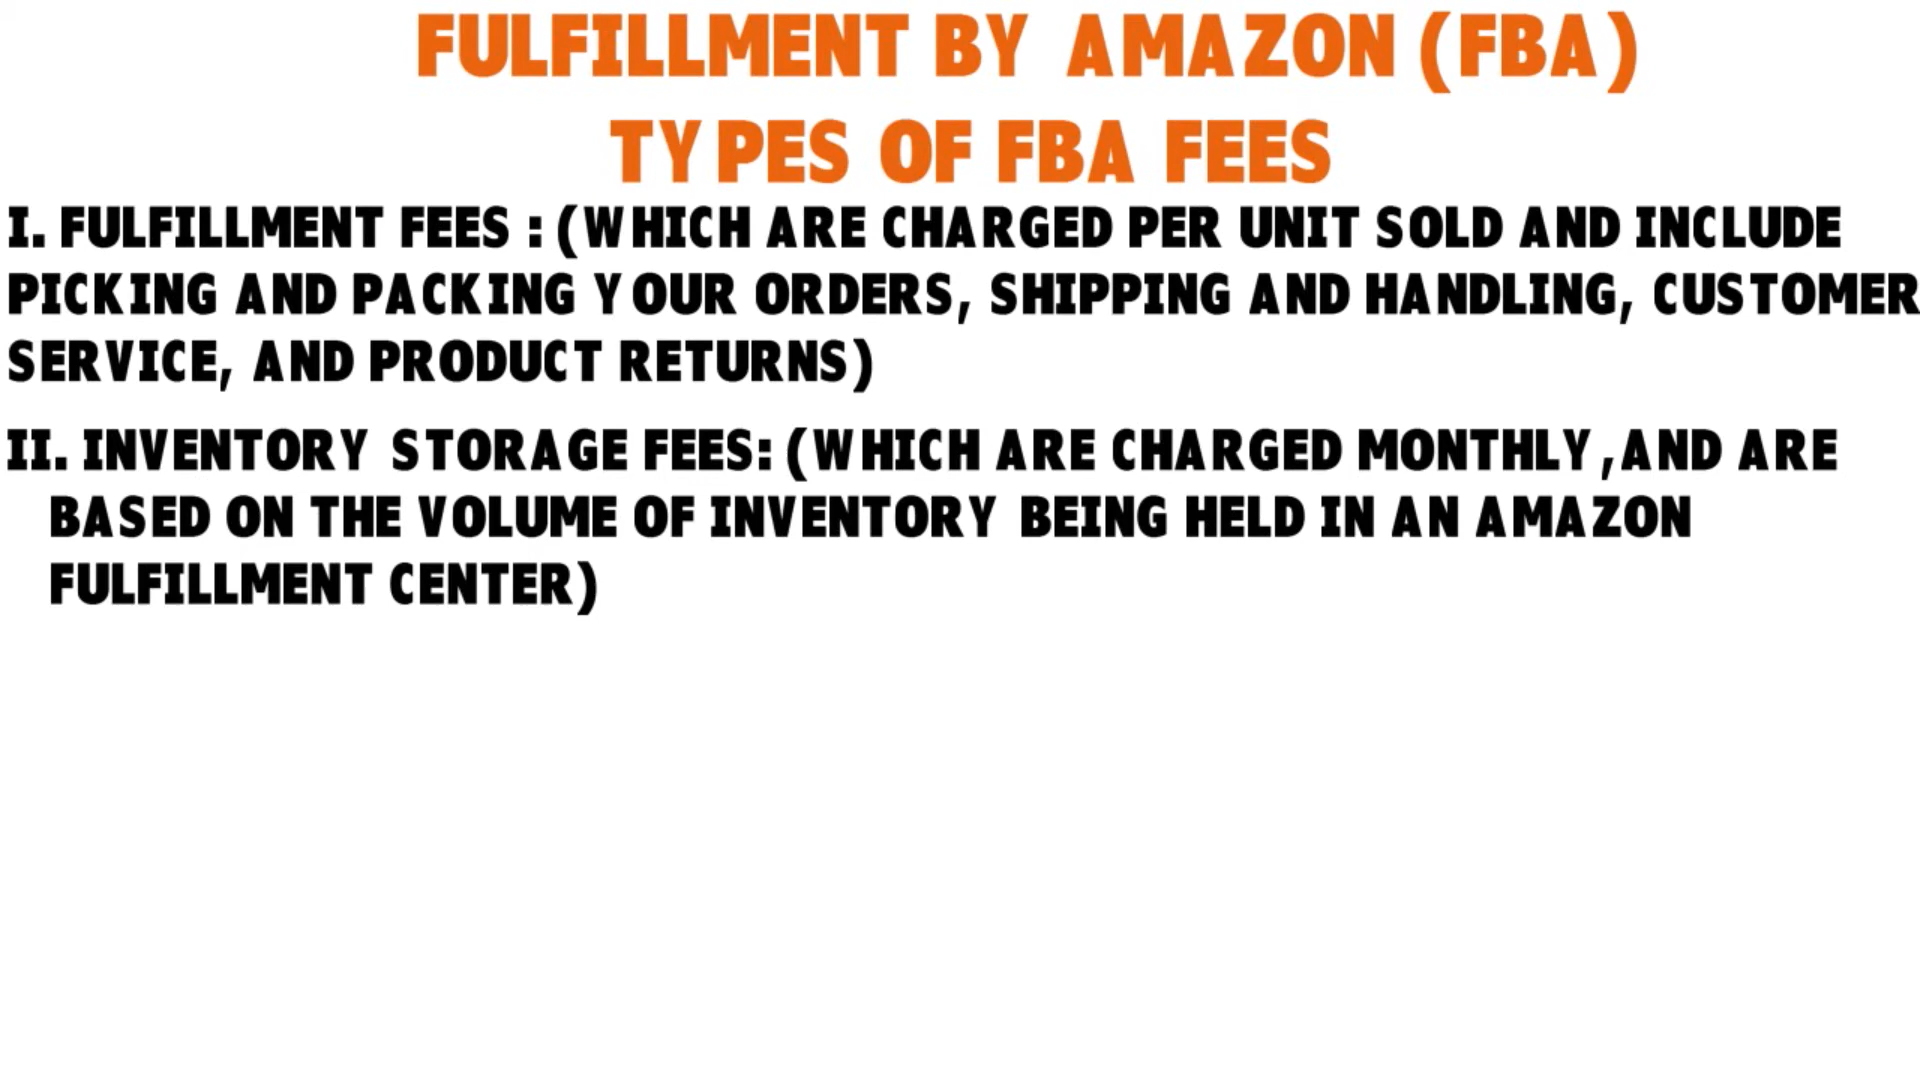 FULFILLMENT BY AMAZON (FBA)
TYPES OF FBA FEES
I. FULFILLMENT FEES : (WHICH ARE CHARGED PER UNIT SOLD AND INCLUDE
PICKING AND PACKING YOUR ORDERS, SHIPPING AND HANDLING, CUSTOMER
SERVICE, AND PRODUCT RETURNS)
II. INVENTORY STORAGE FEES: (WHICH ARE CHARGED MONTHLY,AND ARE
BASED ON THE VOLUME OF INVENTORY BEING HELD IN AN AMAZON
FULFILLMENT CENTER)